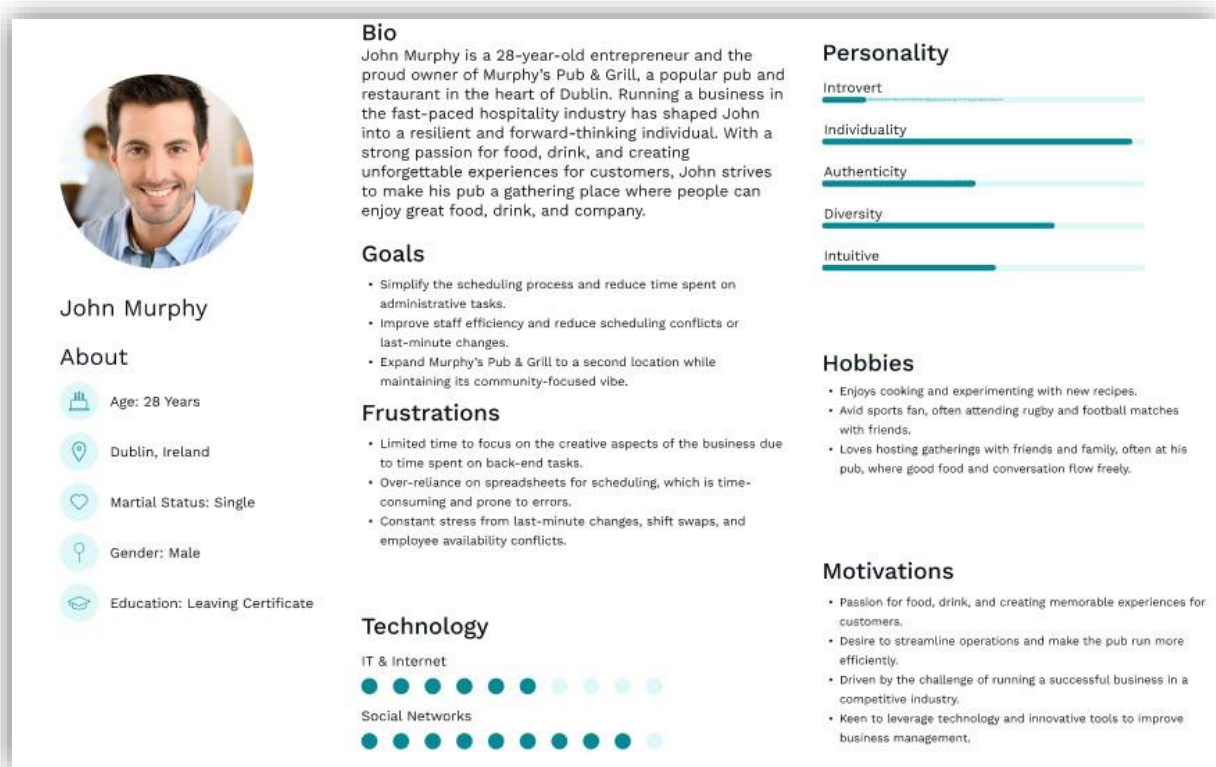 John Murphy
About
Age: 28 Years
Dublin, Ireland
Martial Status: Single
Gender: Male
Education: Leaving Certificate
Bio
John Murphy is a 28-year-old entrepreneur and the
proud owner of Murphy's Pub & Grill, a popular pub and
restaurant in the heart of Dublin. Running a business in
the fast-paced hospitality industry has shaped John
into a resilient and forward-thinking individual. With a
strong passion for food, drink, and creating
unforgettable experiences for customers, John strives
to make his pub a gathering place where people can
enjoy great food, drink, and company.
Goals
• Simplify the scheduling process and reduce time spent on
administrative tasks.
• Improve staff efficiency and reduce scheduling conflicts or
last-minute changes.
• Expand Murphy's Pub & Grill to a second location while
maintaining its community-focused vibe.
Frustrations
• Limited time to focus on the creative aspects of the business due
to time spent on back-end tasks.
• Over-reliance on spreadsheets for scheduling, which is time-
consuming and prone to errors.
• Constant stress from last-minute changes, shift swaps, and
employee availability conflicts.
Technology
IT & Internet
Social Networks
Personality
Introvert
Individuality
Authenticity
Diversity
Intuitive
Hobbies
• Enjoys cooking and experimenting with new recipes.
• Avid sports fan, often attending rugby and football matches
with friends.
• Loves hosting gatherings with friends and family, often at his
pub, where good food and conversation flow freely.
Motivations
• Passion for food, drink, and creating memorable experiences for
customers.
• Desire to streamline operations and make the pub run more
efficiently.
• Driven by the challenge of running a successful business in a
competitive industry.
• Keen to leverage technology and innovative tools to improve
business management.